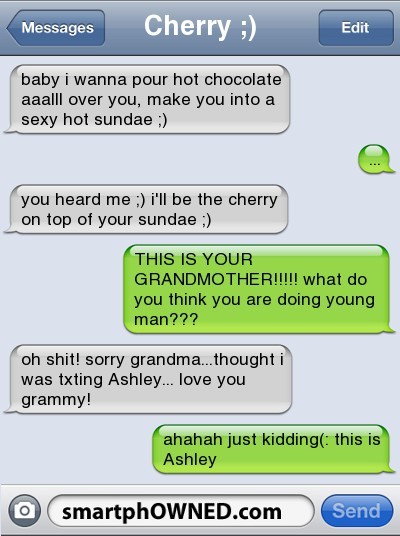 Messages
Cherry ;)
Edit
baby i wanna pour hot chocolate
aaalll over you, make you into a
sexy hot sundae ;)
...
you heard me ;) i'll be the cherry
on top of your sundae ;)
THIS IS YOUR
GRANDMOTHER!!!!! what do
you think you are doing young
man???
oh shit! sorry grandma...thought i
was txting Ashley... love you
grammy!
ahahah just kidding(: this is
Ashley
smartphOWNED.com
Send